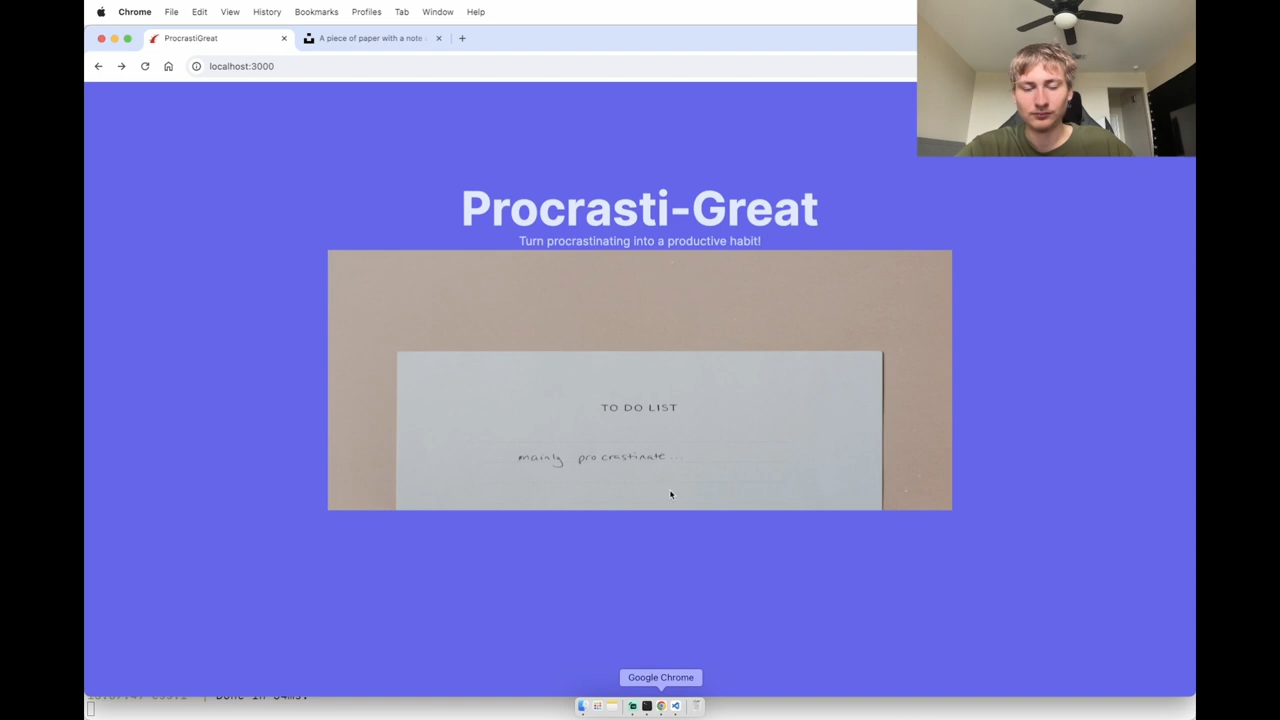 Chrome File Edit View History Bookmarks Profiles Tab Window Help
ProcrastiGreat
A piece of paper with a note
localhost:3000
Procrasti-Great
Turn procrastinating into a productive habit!
TO DO LIST
mainly procrastinate...
Google Chrome